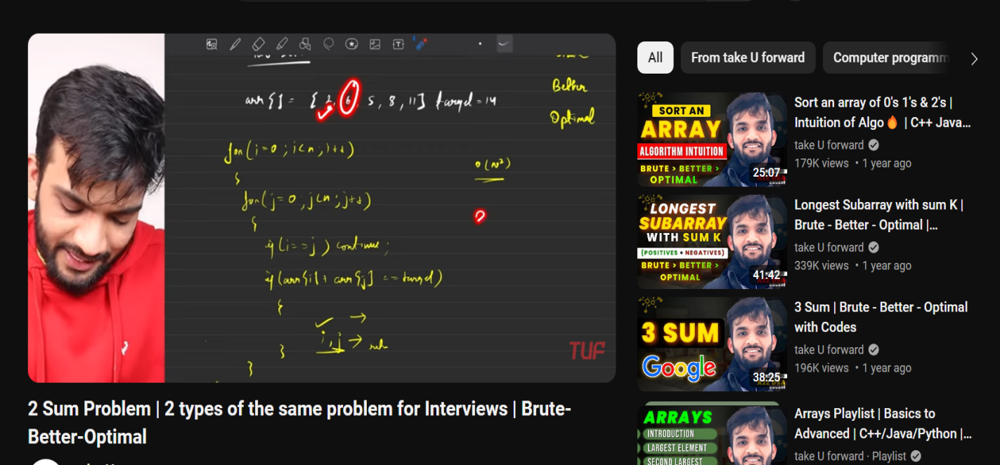 arr[] = { 2, 6, 5, 8, 11} target = 14
Better
Optimal
for(i=0; i<n; i++)
{
O(N²)
for(j=0; j<n; j++)
{
if(i==j) continue;
if(arr[i] + arr[j] == target)
{
i, j →
}
}
TUF
2 Sum Problem | 2 types of the same problem for Interviews | Brute-
Better-Optimal
All
From take U forward
Computer programm
SORT AN
ARRAY
ALGORITHM INTUITION
BRUTE > BETTER >
OPTIMAL
25:07
Sort an array of 0's 1's & 2's |
Intuition of Algo🔥 | C++ Java...
take U forward
179K views • 1 year ago
LONGEST
SUBARRAY
WITH SUM K
(POSITIVES + NEGATIVES)
BRUTE > BETTER >
OPTIMAL
41:42
Longest Subarray with sum K |
Brute - Better - Optimal |...
take U forward
339K views • 1 year ago
3 SUM
Google
38:25
3 Sum | Brute - Better - Optimal
with Codes
take U forward
196K views • 1 year ago
ARRAYS
INTRODUCTION
LARGEST ELEMENT
SECOND LARGEST
Arrays Playlist | Basics to
Advanced | C++/Java/Python |...
take U forward · Playlist